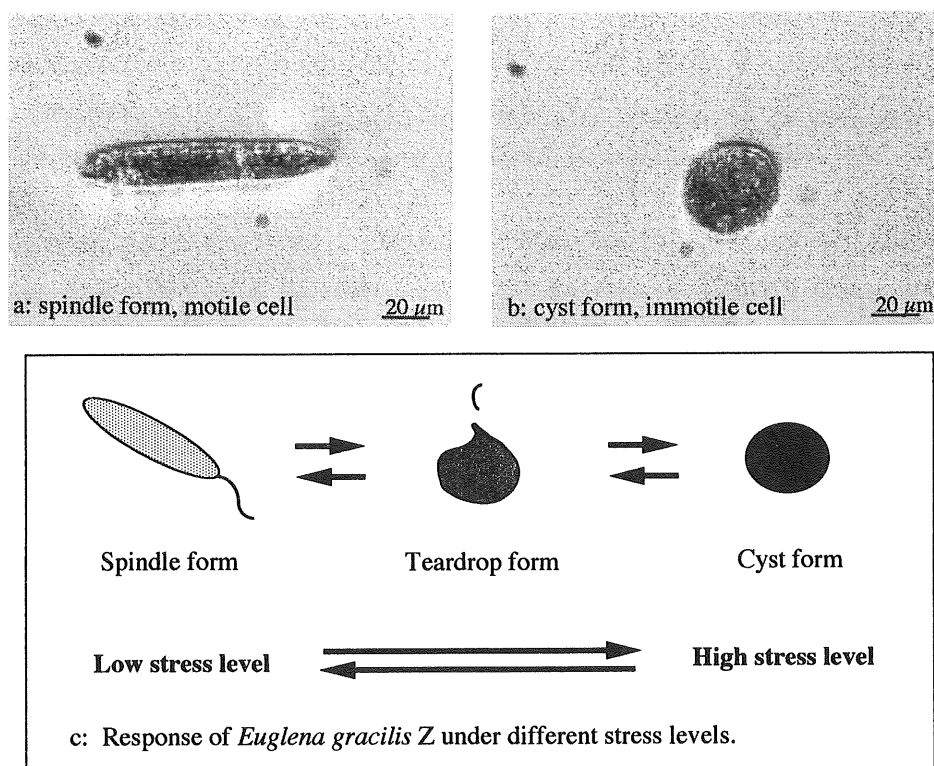 a: spindle form, motile cell
20 μm
b: cyst form, immotile cell
20 μm
Spindle form
Teardrop form
Cyst form
Low stress level
High stress level
c: Response of Euglena gracilis Z under different stress levels.